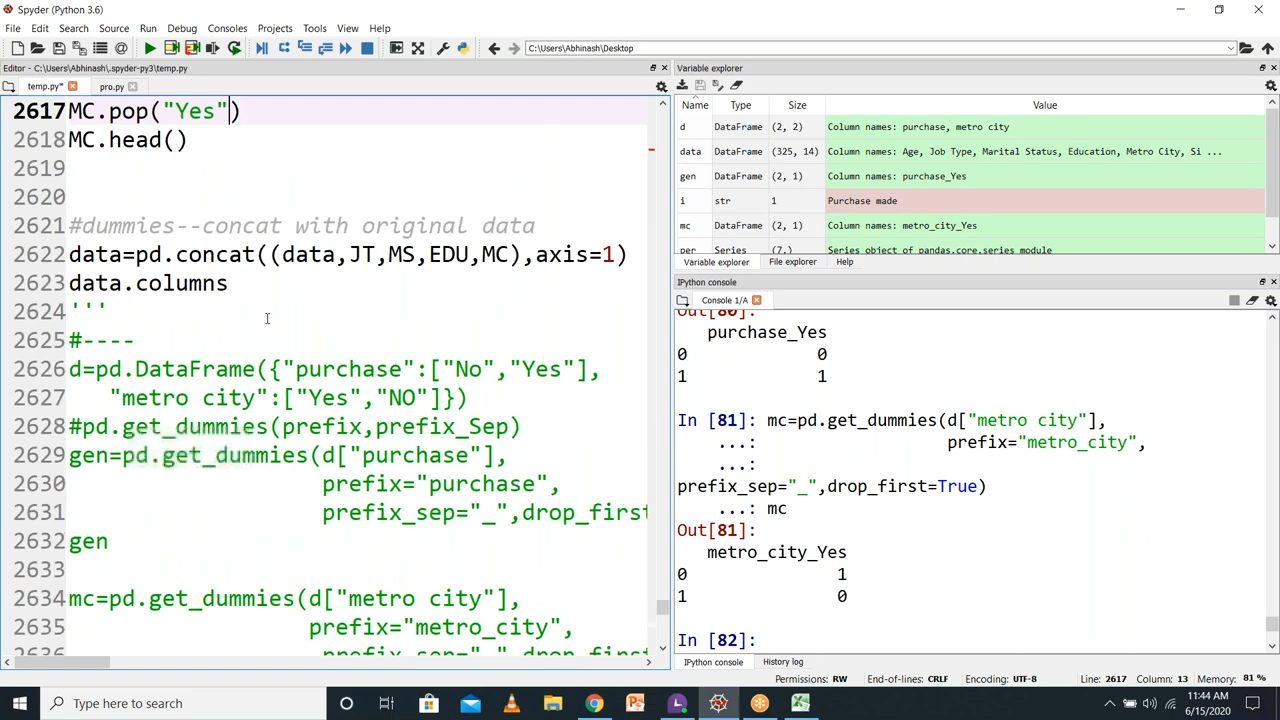 Spyder (Python 3.6)
File Edit Search Source Run Debug Consoles Projects Tools View Help
C:\Users\Abhinash\Desktop
Editor - C:\Users\Abhinash\.spyder-py3\temp.py
temp.py* pro.py
2617 MC.pop("Yes")
2618 MC.head()
2619
2620
2621 #dummies--concat with original data
2622 data=pd.concat((data,JT,MS,EDU,MC),axis=1)
2623 data.columns
2624 '''
2625 #----
2626 d=pd.DataFrame({"purchase":["No","Yes"],
2627 "metro city":["Yes","NO"]})
2628 #pd.get_dummies(prefix,prefix_Sep)
2629 gen=pd.get_dummies(d["purchase"],
2630 prefix="purchase",
2631 prefix_sep="_",drop_first
2632 gen
2633
2634 mc=pd.get_dummies(d["metro city"],
2635 prefix="metro_city",
2636 prefix_sep="_",drop_first
Variable explorer
Name Type Size Value
d DataFrame (2, 2) Column names: purchase, metro city
data DataFrame (325, 14) Column names: Age, Job Type, Marital Status, Education, Metro City, Si ...
gen DataFrame (2, 1) Column names: purchase_Yes
i str 1 Purchase made
mc DataFrame (2, 1) Column names: metro_city_Yes
per Series (7,) Series object of pandas.core.series module
Variable explorer File explorer Help
IPython console
Console 1/A
Out[80]:
purchase_Yes
0 0
1 1
In [81]: mc=pd.get_dummies(d["metro city"],
...: prefix="metro_city",
...:
prefix_sep="_",drop_first=True)
...: mc
Out[81]:
metro_city_Yes
0 1
1 0
In [82]:
IPython console History log
Permissions: RW End-of-lines: CRLF Encoding: UTF-8 Line: 2617 Column: 13 Memory: 81 %
Type here to search
11:44 AM
6/15/2020